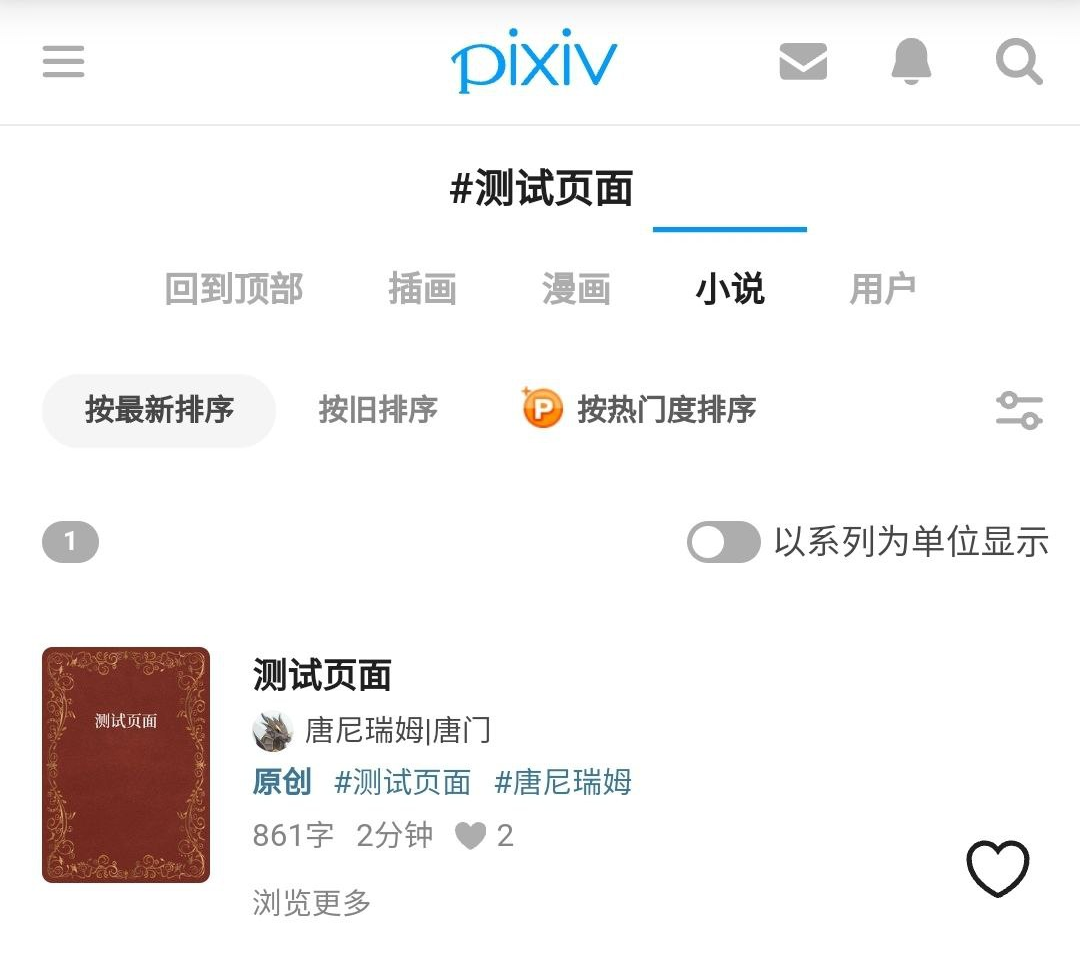 pixiv
#测试页面
回到顶部 插画 漫画 小说 用户
按最新排序 按旧排序 P 按热门度排序
1 以系列为单位显示
测试页面
测试页面
唐尼瑞姆|唐门
原创 #测试页面 #唐尼瑞姆
861字 2分钟 2
浏览更多